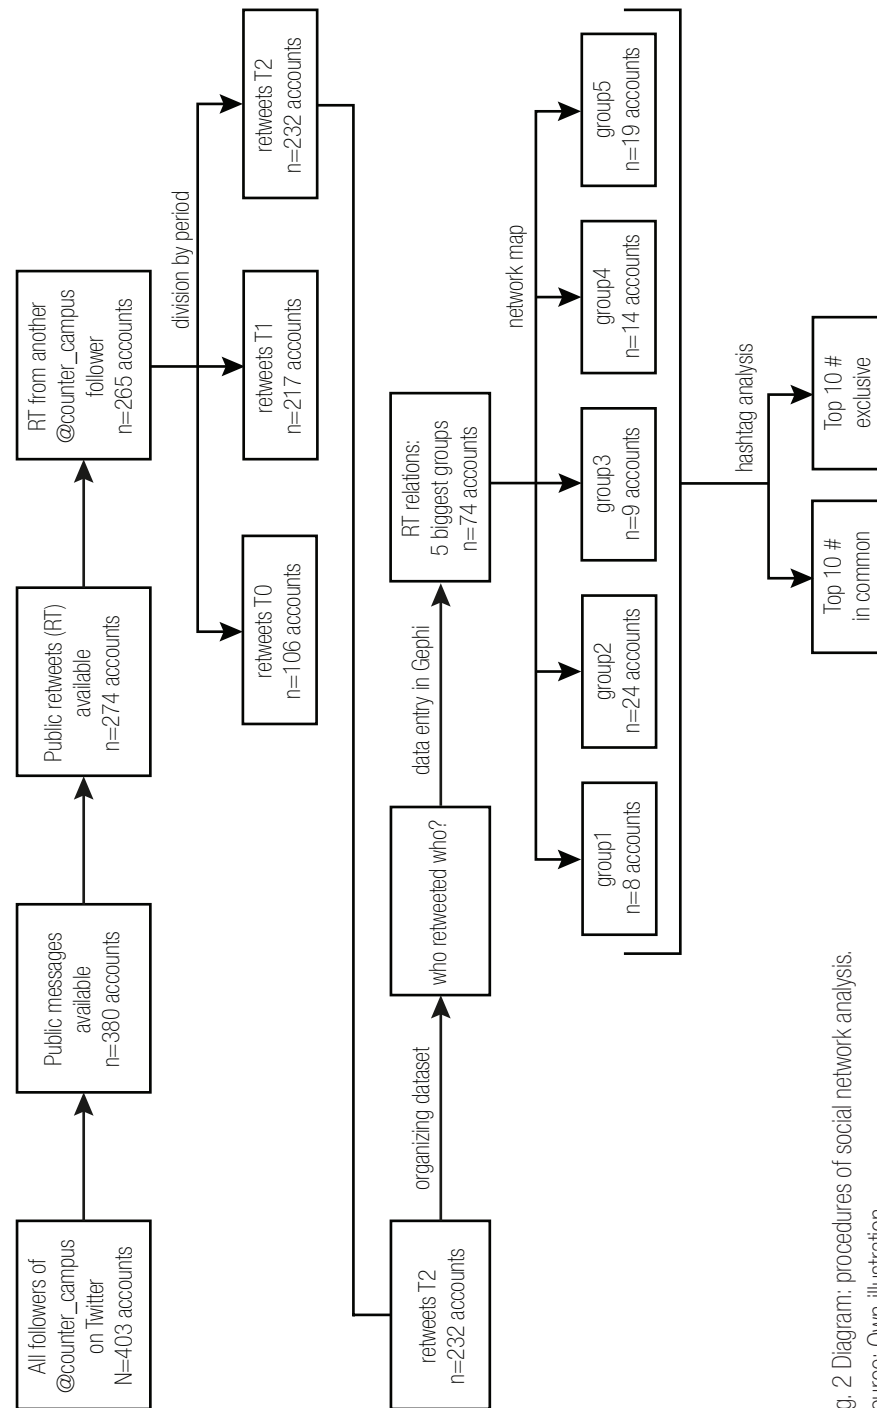 All followers of
@counter_campus
on Twitter
N=403 accounts
Public messages
available
n=380 accounts
Public retweets (RT)
available
n=274 accounts
RT from another
@counter_campus
follower
n=265 accounts
division by period
retweets T0
n=106 accounts
retweets T1
n=217 accounts
retweets T2
n=232 accounts
retweets T2
n=232 accounts
organizing dataset
who retweeted who?
data entry in Gephi
RT relations:
5 biggest groups
n=74 accounts
network map
group1
n=8 accounts
group2
n=24 accounts
group3
n=9 accounts
group4
n=14 accounts
group5
n=19 accounts
hashtag analysis
Top 10 #
in common
Top 10 #
exclusive
g. 2 Diagram: procedures of social network analysis.
Own illustration